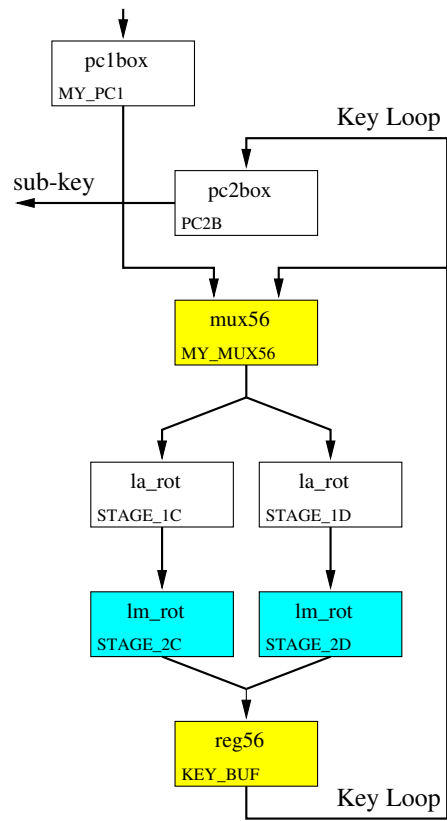 pc1box
MY_PC1
Key Loop
sub-key
pc2box
PC2B
mux56
MY_MUX56
la_rot
STAGE_1C
la_rot
STAGE_1D
lm_rot
STAGE_2C
lm_rot
STAGE_2D
reg56
KEY_BUF
Key Loop